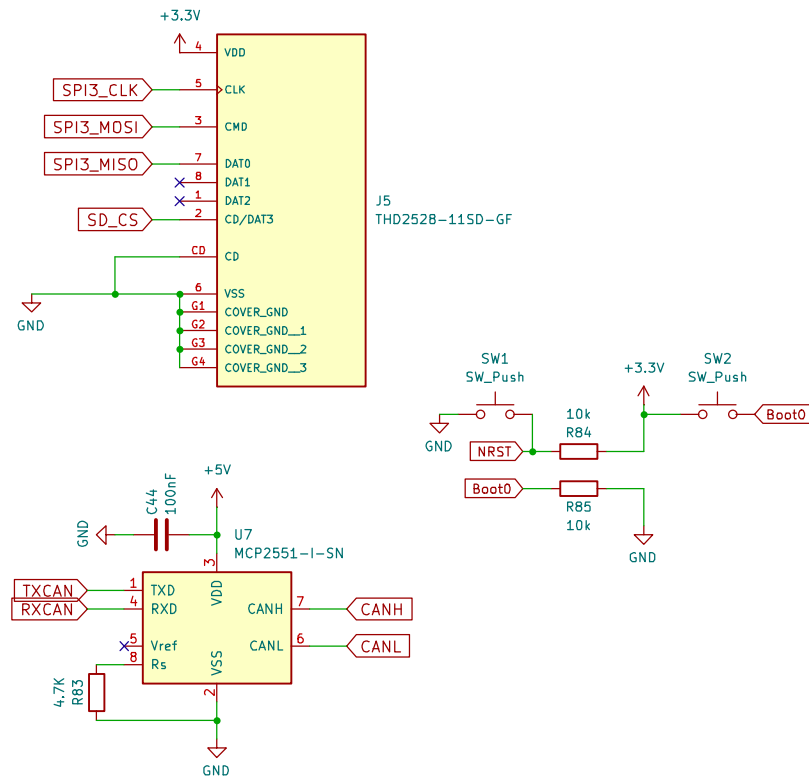 +3.3V
4 VDD
SPI3_CLK 5 CLK
SPI3_MOSI 3 CMD
SPI3_MISO 7 DAT0
8 DAT1
1 DAT2
SD_CS 2 CD/DAT3
CD CD
6 VSS
G1 COVER_GND
G2 COVER_GND__1
G3 COVER_GND__2
G4 COVER_GND__3
GND
J5
THD2528-11SD-GF
SW1
SW_Push
GND
NRST
10k
R84
+3.3V
SW2
SW_Push
Boot0
Boot0
R85
10k
GND
+5V
C44
100nF
GND
U7
MCP2551-I-SN
3
VDD
TXCAN 1 TXD
RXCAN 4 RXD
5 Vref
8 Rs
CANH 7 CANH
CANL 6 CANL
VSS
2
4.7K
R83
GND